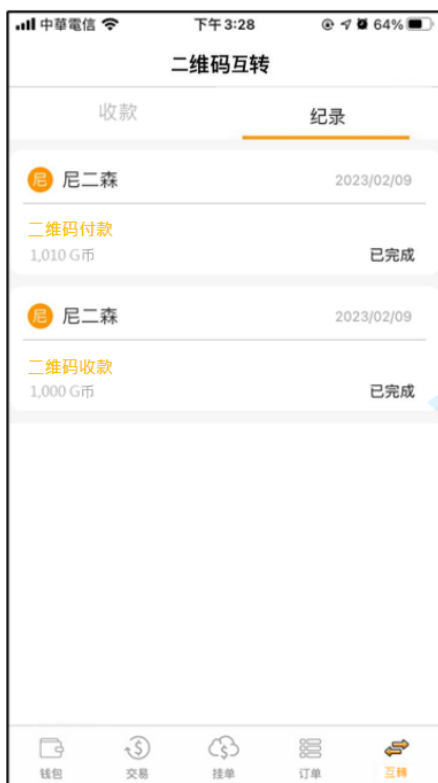 中華電信 下午3:28 64%
二维码互转
收款 纪录
尼 尼二森 2023/02/09
二维码付款
1,010 G币 已完成
尼 尼二森 2023/02/09
二维码收款
1,000 G币 已完成
钱包 交易 挂单 订单 互轉